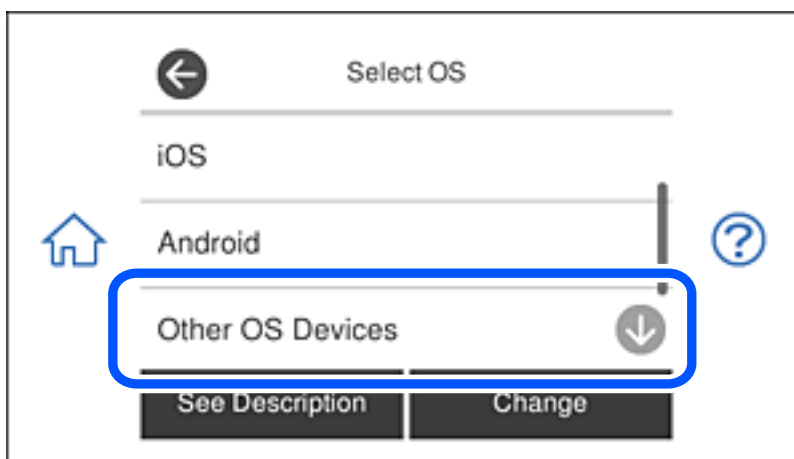 Select OS
iOS
Android
?
Other OS Devices
See Description Change